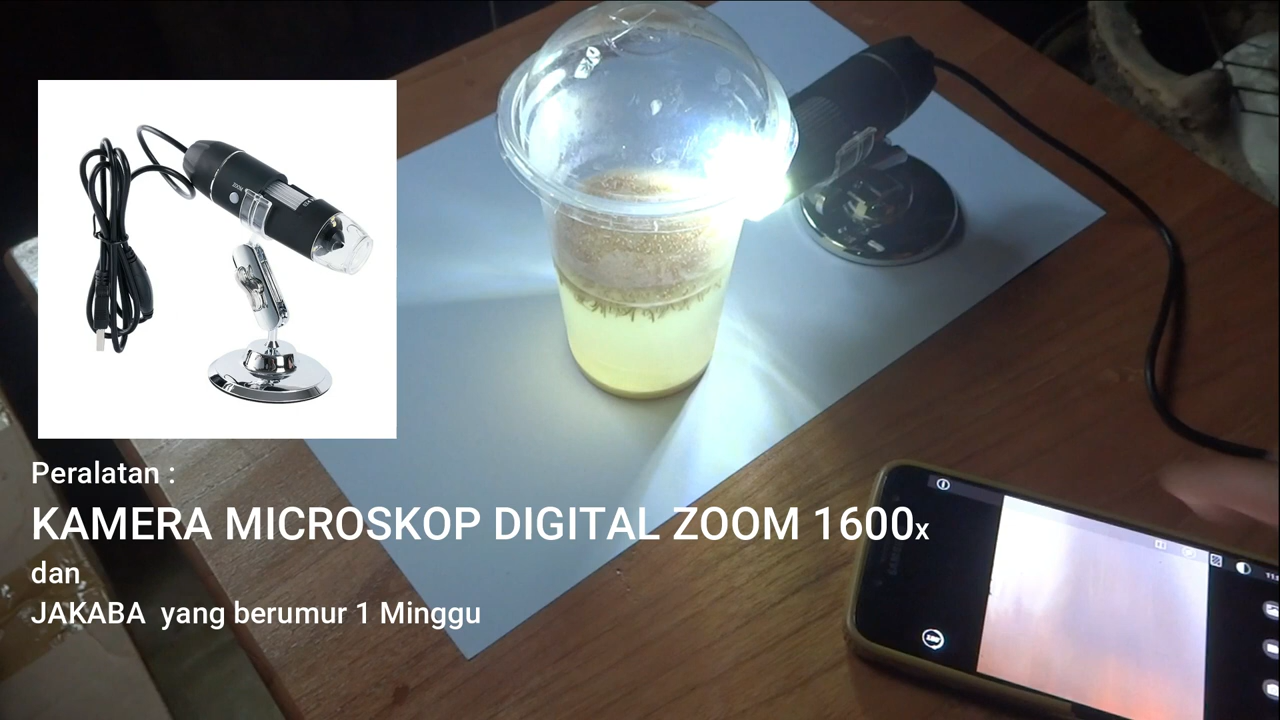 Peralatan :
KAMERA MICROSKOP DIGITAL ZOOM 1600x
dan
JAKABA yang berumur 1 Minggu